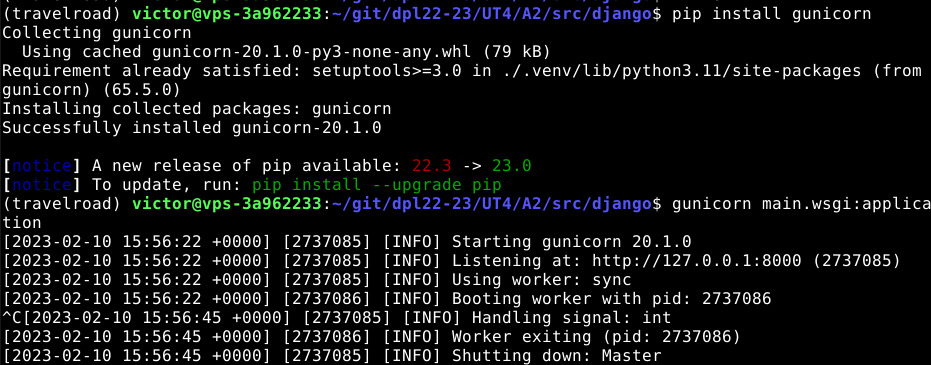 (travelroad) victor@vps-3a962233:~/git/dpl22-23/UT4/A2/src/django$ pip install gunicorn
Collecting gunicorn
  Using cached gunicorn-20.1.0-py3-none-any.whl (79 kB)
Requirement already satisfied: setuptools>=3.0 in ./.venv/lib/python3.11/site-packages (from
gunicorn) (65.5.0)
Installing collected packages: gunicorn
Successfully installed gunicorn-20.1.0

[notice] A new release of pip available: 22.3 -> 23.0
[notice] To update, run: pip install --upgrade pip
(travelroad) victor@vps-3a962233:~/git/dpl22-23/UT4/A2/src/django$ gunicorn main.wsgi:applica
tion
[2023-02-10 15:56:22 +0000] [2737085] [INFO] Starting gunicorn 20.1.0
[2023-02-10 15:56:22 +0000] [2737085] [INFO] Listening at: http://127.0.0.1:8000 (2737085)
[2023-02-10 15:56:22 +0000] [2737085] [INFO] Using worker: sync
[2023-02-10 15:56:22 +0000] [2737086] [INFO] Booting worker with pid: 2737086
^C[2023-02-10 15:56:45 +0000] [2737085] [INFO] Handling signal: int
[2023-02-10 15:56:45 +0000] [2737086] [INFO] Worker exiting (pid: 2737086)
[2023-02-10 15:56:45 +0000] [2737085] [INFO] Shutting down: Master